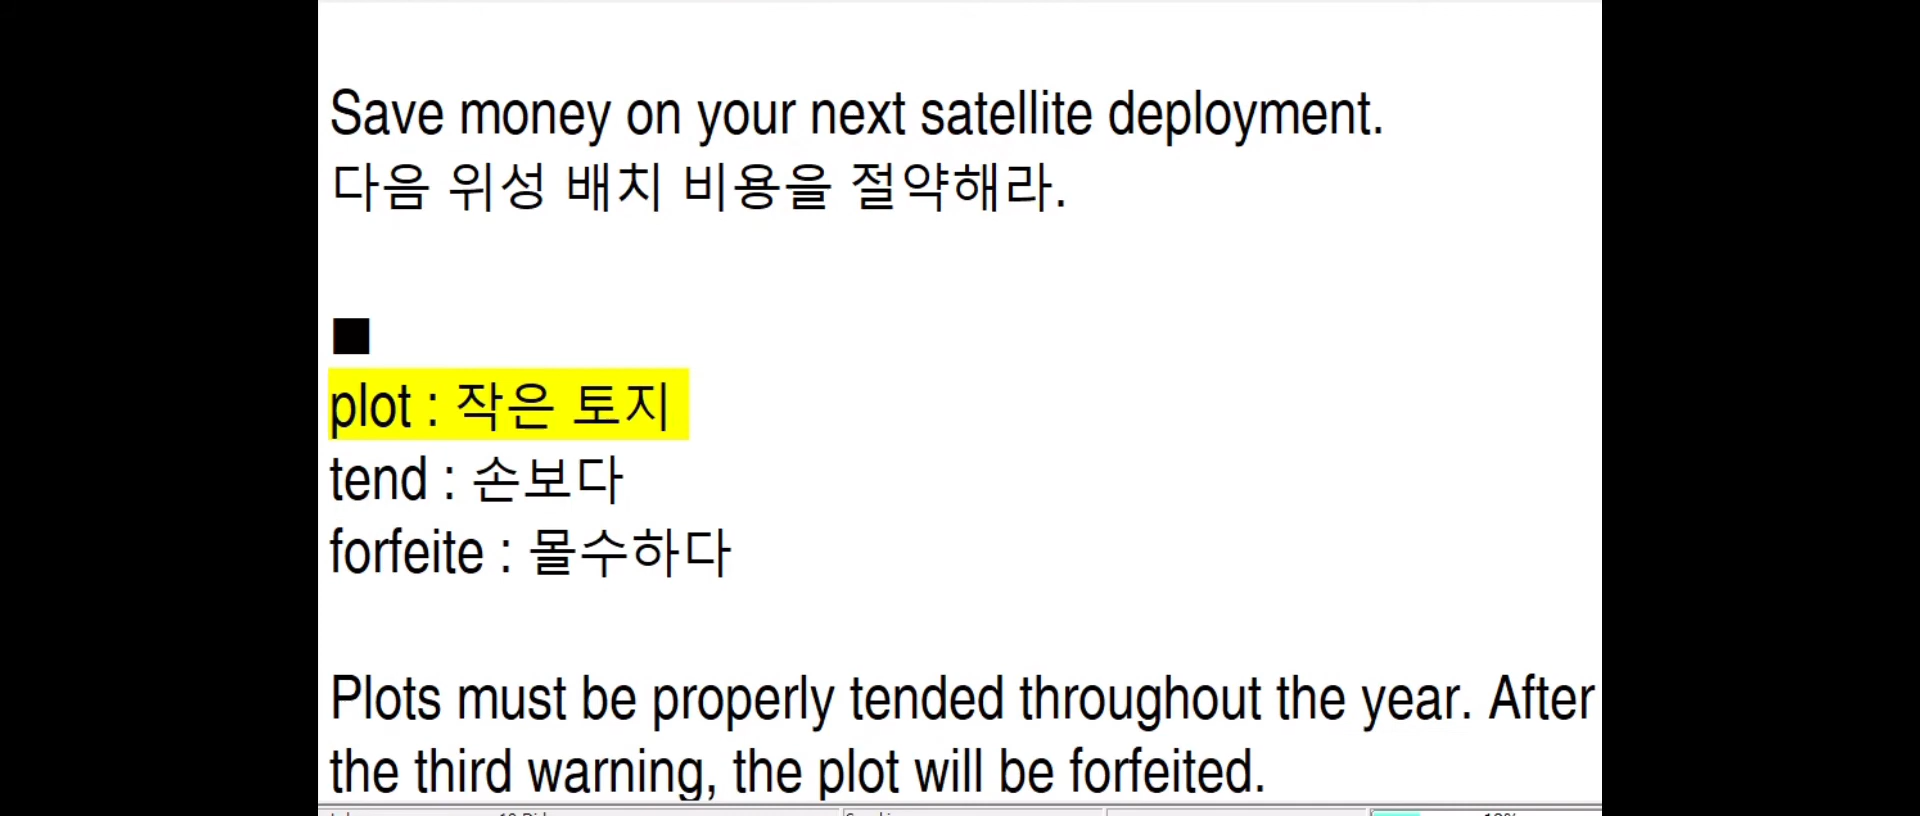 Save money on your next satellite deployment.
다음 위성 배치 비용을 절약해라.
■
plot : 작은 토지
tend : 손보다
forfeite : 몰수하다
Plots must be properly tended throughout the year. After
the third warning, the plot will be forfeited.